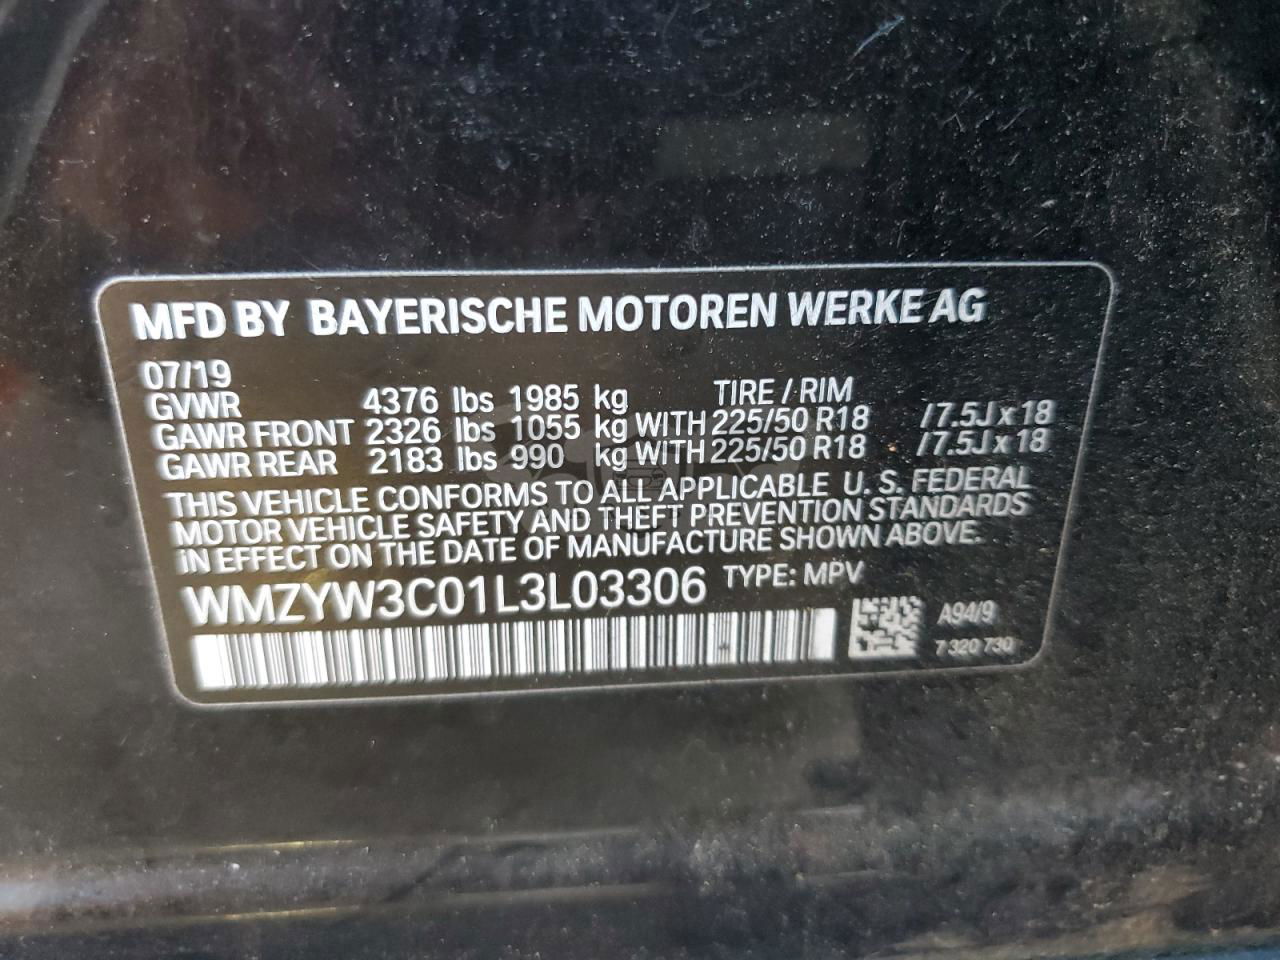 MFD BY BAYERISCHE MOTOREN WERKE AG
07/19
GVWR 4376 lbs 1985 kg TIRE / RIM
GAWR FRONT 2326 lbs 1055 kg WITH 225/50 R18 /7.5J x 18
GAWR REAR 2183 lbs 990 kg WITH 225/50 R18 /7.5J x 18
THIS VEHICLE CONFORMS TO ALL APPLICABLE U. S. FEDERAL
MOTOR VEHICLE SAFETY AND THEFT PREVENTION STANDARDS
IN EFFECT ON THE DATE OF MANUFACTURE SHOWN ABOVE.
WMZYW3C01L3L03306 TYPE: MPV
A94/9
7 320 730